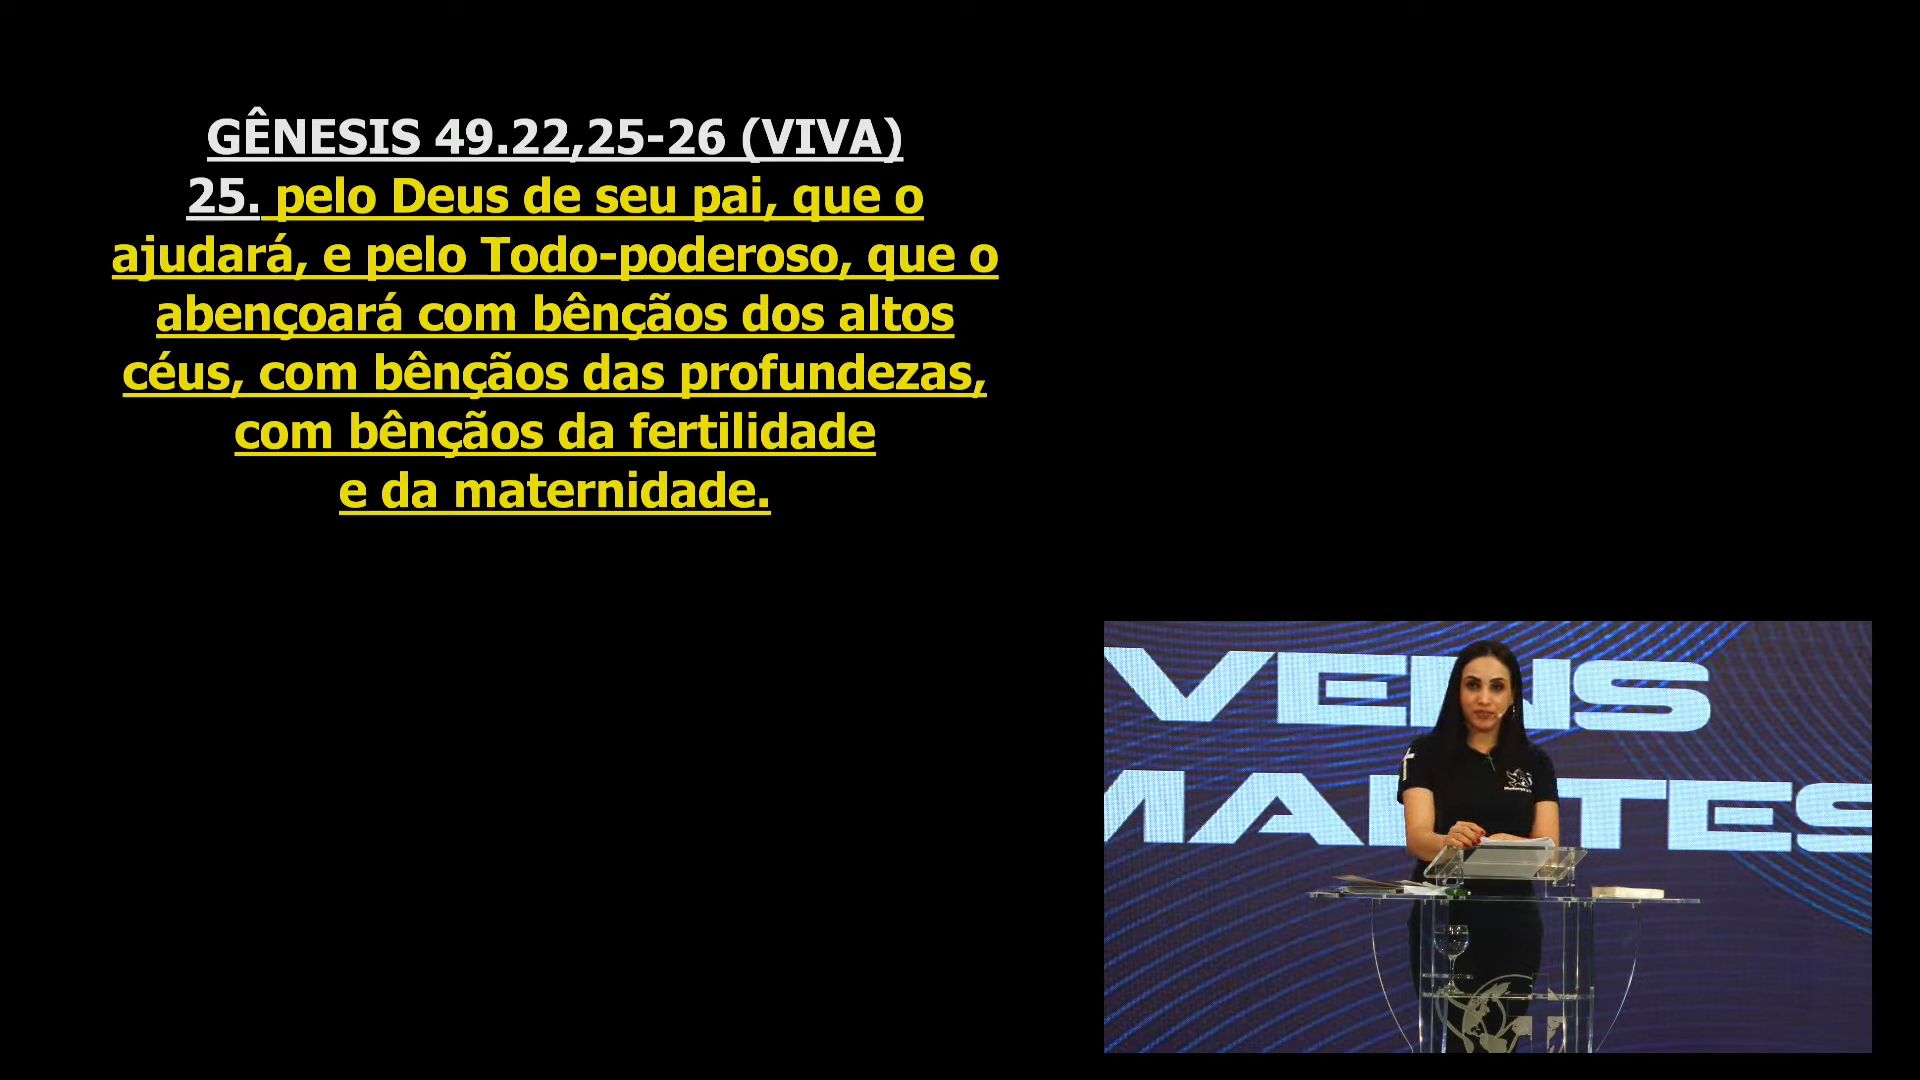 GÊNESIS 49.22,25-26 (VIVA)
25. pelo Deus de seu pai, que o
ajudará, e pelo Todo-poderoso, que o
abençoará com bênçãos dos altos
céus, com bênçãos das profundezas,
com bênçãos da fertilidade
e da maternidade.
VENS